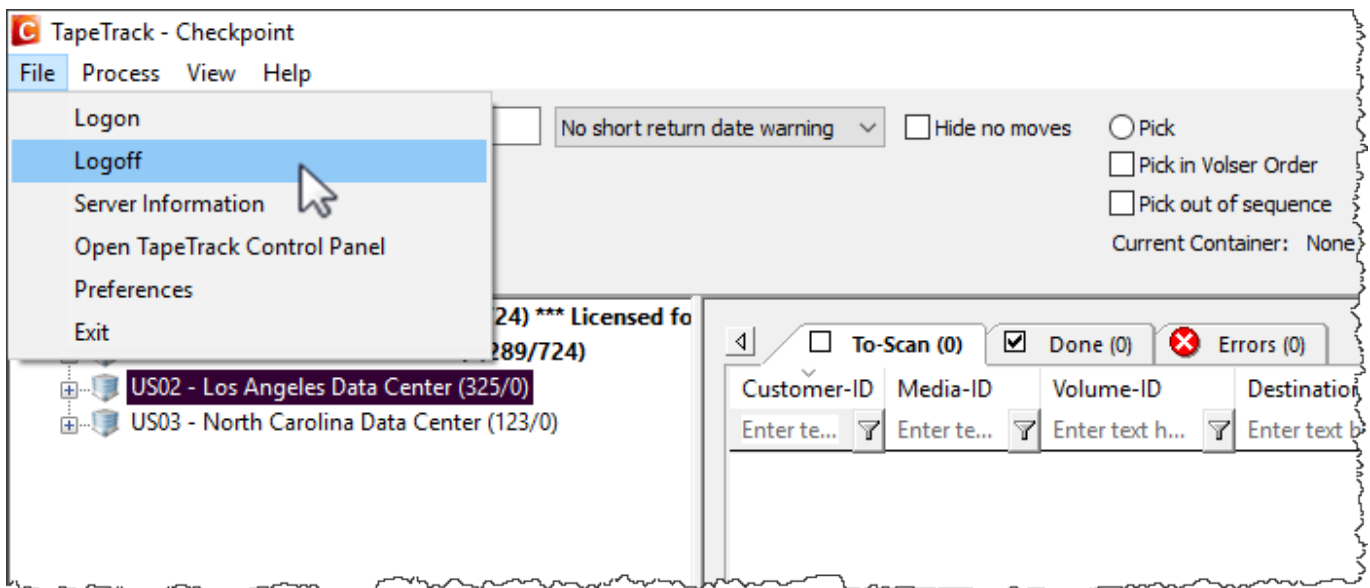 TapeTrack - Checkpoint
File Process View Help
Logon
Logoff
Server Information
Open TapeTrack Control Panel
Preferences
Exit
No short return date warning
Hide no moves
Pick
Pick in Volser Order
Pick out of sequence
Current Container: None
24) *** Licensed fo
289/724)
US02 - Los Angeles Data Center (325/0)
US03 - North Carolina Data Center (123/0)
To-Scan (0) Done (0) Errors (0)
Customer-ID Media-ID Volume-ID Destination
Enter te... Enter te... Enter text h... Enter text